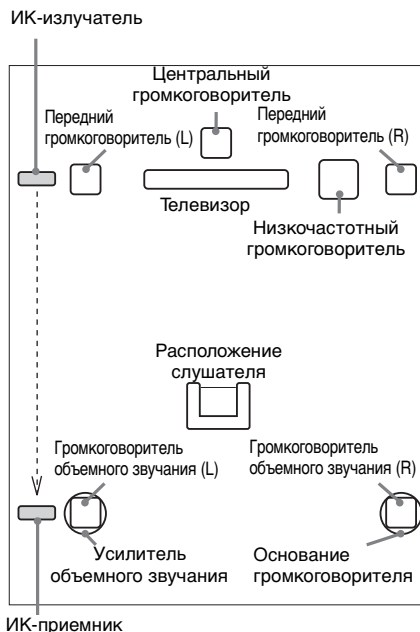 ИК-излучатель
Центральный
громкоговоритель
Передний
громкоговоритель (L)
Передний
громкоговоритель (R)
Телевизор
Низкочастотный
громкоговоритель
Расположение
слушателя
Громкоговоритель
объемного звучания (L)
Громкоговоритель
объемного звучания (R)
Усилитель
объемного звучания
Основание
громкоговорителя
ИК-приемник